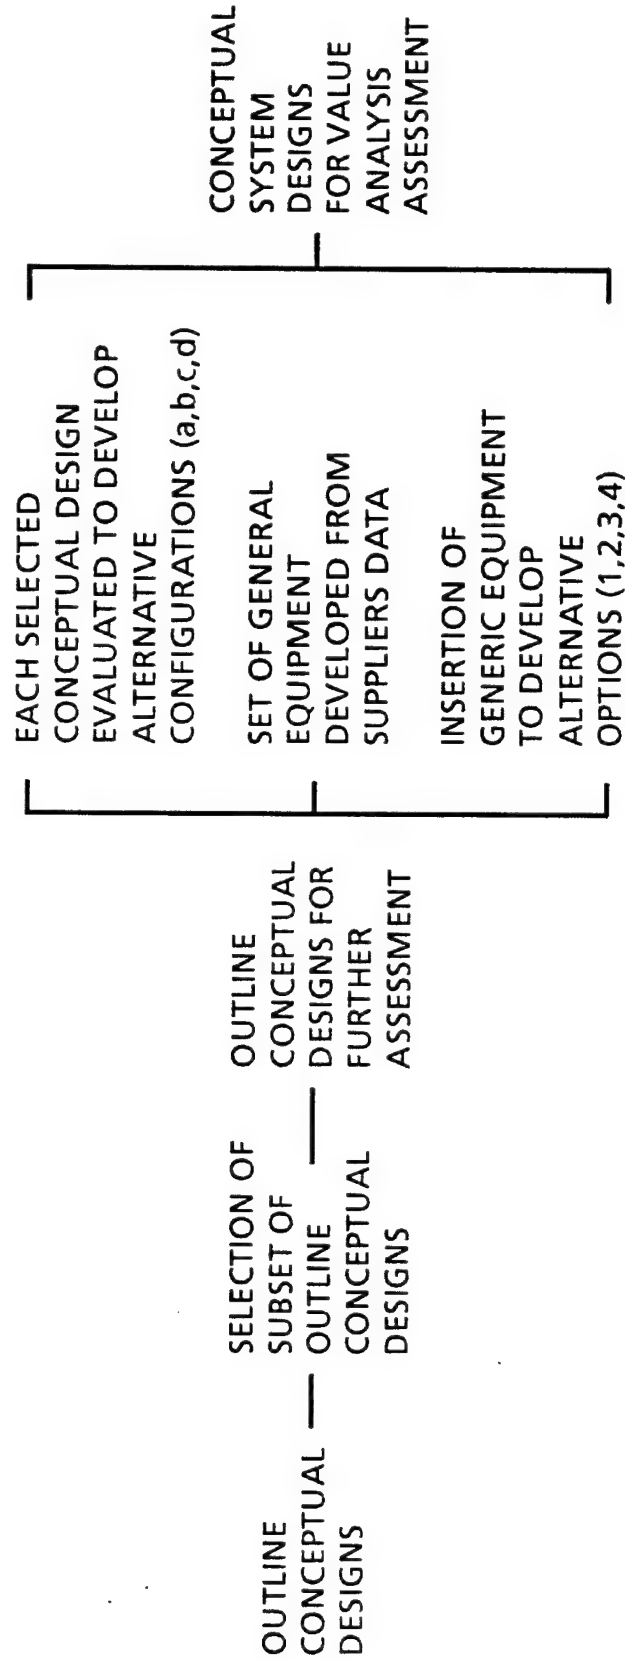 OUTLINE
CONCEPTUAL
DESIGNS
SELECTION OF
SUBSET OF
OUTLINE
CONCEPTUAL
DESIGNS
OUTLINE
CONCEPTUAL
DESIGNS FOR
FURTHER
ASSESSMENT
EACH SELECTED
CONCEPTUAL DESIGN
EVALUATED TO DEVELOP
ALTERNATIVE
CONFIGURATIONS (a,b,c,d)
SET OF GENERAL
EQUIPMENT
DEVELOPED FROM
SUPPLIERS DATA
INSERTION OF
GENERIC EQUIPMENT
TO DEVELOP
ALTERNATIVE
OPTIONS (1,2,3,4)
CONCEPTUAL
SYSTEM
DESIGNS
FOR VALUE
ANALYSIS
ASSESSMENT